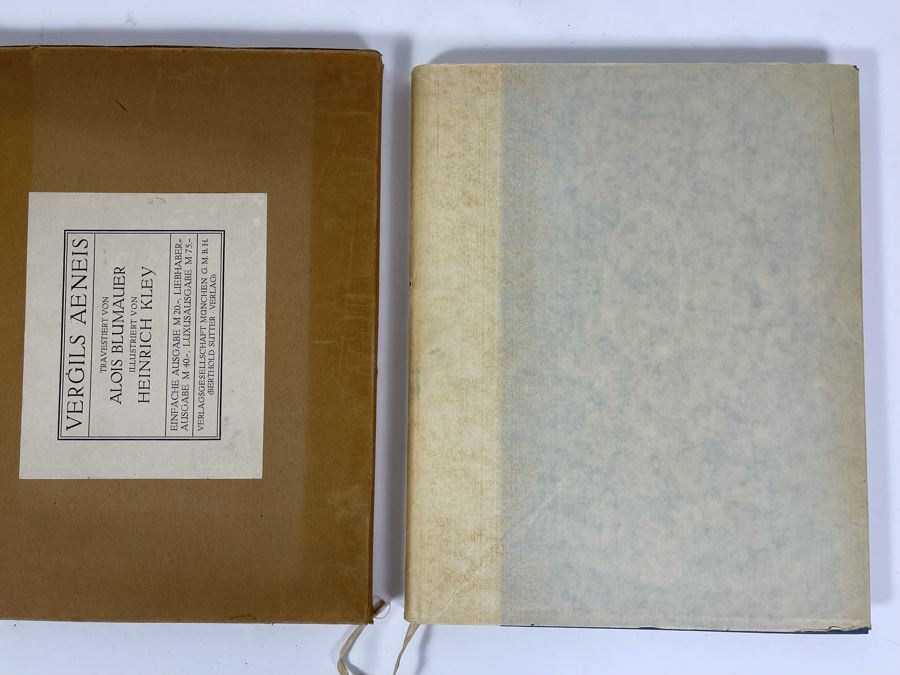 VERGILS AENEIS
TRAVESTIERT VON
ALOIS BLUMAUER
ILLUSTRIERT VON
HEINRICH KLEY
EINFACHE AUSGABE M 20.-, LIEBHABER-
AUSGABE M 40.-, LUXUSAUSGABE M 75.-
VERLAGSGESELLSCHAFT MÜNCHEN G. M. B. H.
(BERTHOLD SUTTER · VERLAG)